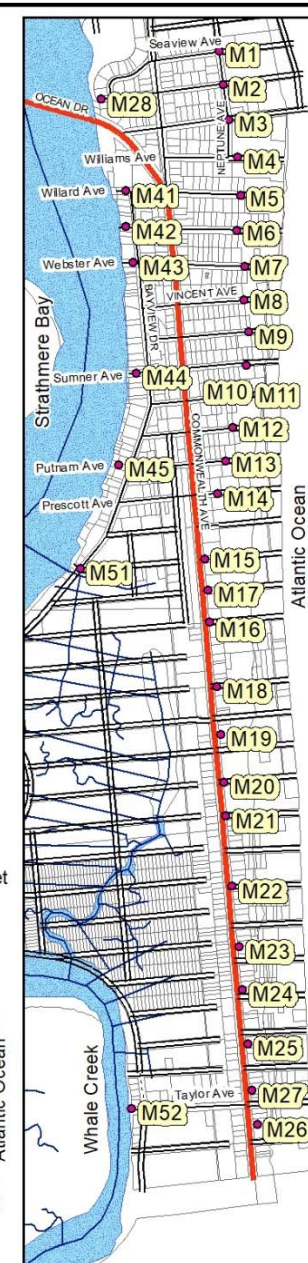 Seaview Ave
M1
M2
OCEAN DR
M28
NEPTUNE AVE
M3
Williams Ave
M4
Willard Ave
M41
M5
M42
M6
Webster Ave
M43
M7
BAYVIEW DR
VINCENT AVE
M8
Strathmere Bay
M9
Sumner Ave
M44
M10
M11
COMMONWEALTH AVE
M12
Putnam Ave
M45
M13
Prescott Ave
M14
Atlantic Ocean
M15
M51
M17
M16
M18
M19
M20
M21
et
M22
M23
M24
Atlantic Ocean
Whale Creek
M25
Taylor Ave
M27
M52
M26